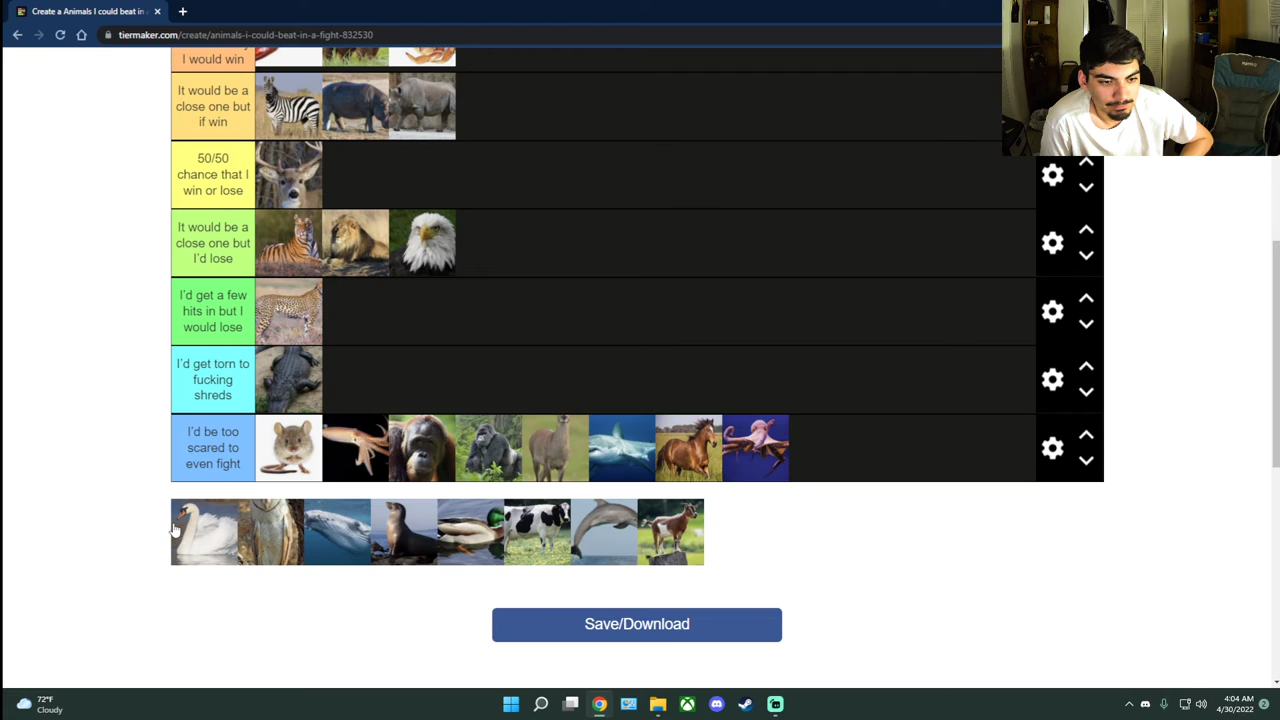 Create a Animals I could beat in
tiermaker.com/create/animals-i-could-beat-in-a-fight-832530
I would win
It would be a
close one but
if win
50/50
chance that I
win or lose
It would be a
close one but
I'd lose
I'd get a few
hits in but I
would lose
I'd get torn to
fucking
shreds
I'd be too
scared to
even fight
Save/Download
72°F
Cloudy
4:04 AM
4/30/2022